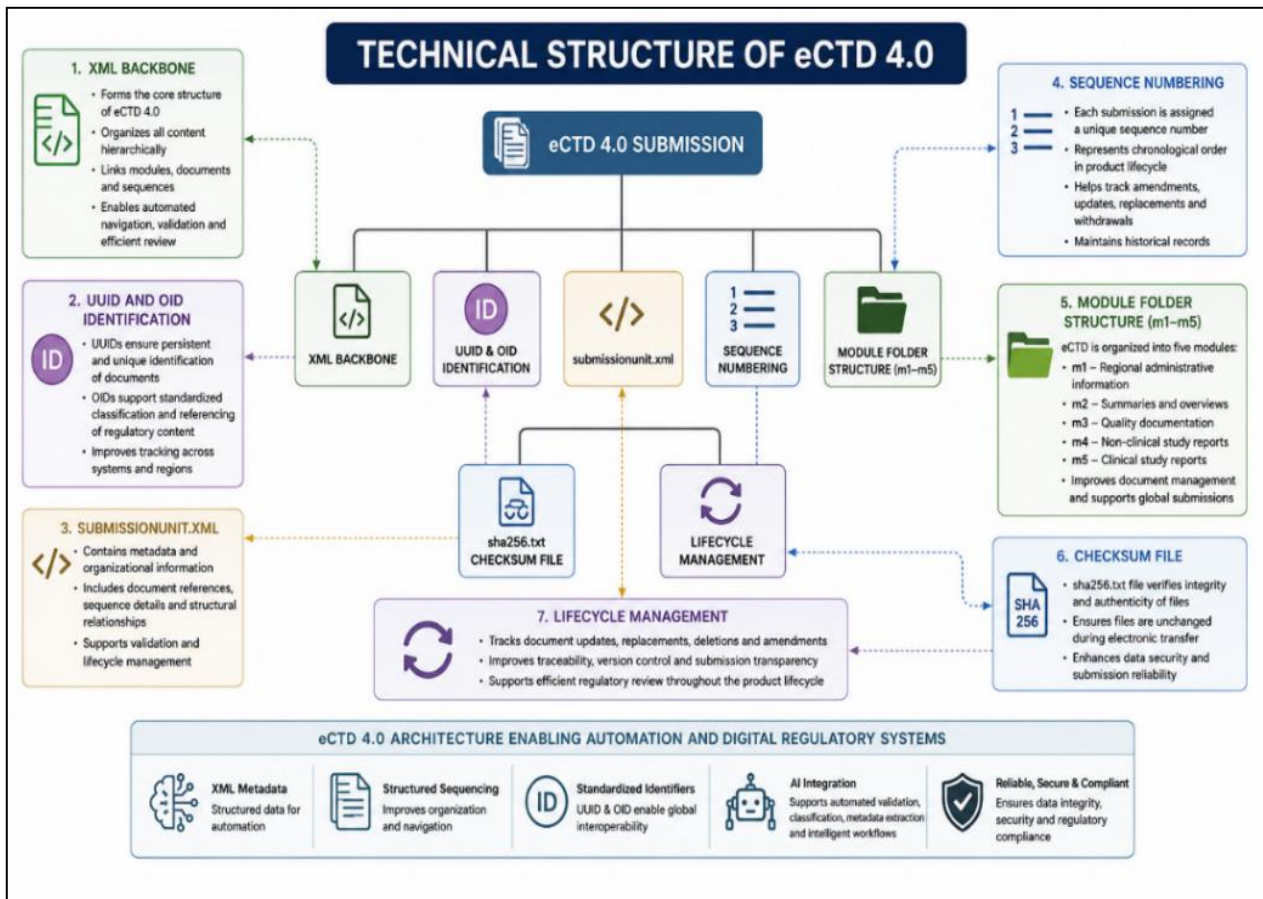 TECHNICAL STRUCTURE OF eCTD 4.0
1. XML BACKBONE
• Forms the core structure
of eCTD 4.0
• Organizes all content
hierarchically
• Links modules, documents
and sequences
• Enables automated
navigation, validation and
efficient review
2. UUID AND OID
IDENTIFICATION
ID
• UUIDs ensure persistent
and unique identification
of documents
• OIDs support standardized
classification and referencing
of regulatory content
• Improves tracking across
systems and regions
3. SUBMISSIONUNIT.XML
</>
• Contains metadata and
organizational information
• Includes document references,
sequence details and structural
relationships
• Supports validation and
lifecycle management
eCTD 4.0 SUBMISSION
</>
XML BACKBONE
ID
UUID & OID
IDENTIFICATION
</>
submissionunit.xml
1
2
3
SEQUENCE
NUMBERING
MODULE FOLDER
STRUCTURE (m1–m5)
sha256.txt
CHECKSUM FILE
LIFECYCLE
MANAGEMENT
4. SEQUENCE NUMBERING
1
2
3
• Each submission is assigned
a unique sequence number
• Represents chronological order
in product lifecycle
• Helps track amendments,
updates, replacements and
withdrawals
• Maintains historical records
5. MODULE FOLDER
STRUCTURE (m1–m5)
eCTD is organized into five modules:
• m1 – Regional administrative
information
• m2 – Summaries and overviews
• m3 – Quality documentation
• m4 – Non-clinical study reports
• m5 – Clinical study reports
• Improves document management
and supports global submissions
6. CHECKSUM FILE
SHA
256
• sha256.txt file verifies integrity
and authenticity of files
• Ensures files are unchanged
during electronic transfer
• Enhances data security and
submission reliability
7. LIFECYCLE MANAGEMENT
• Tracks document updates, replacements, deletions and amendments
• Improves traceability, version control and submission transparency
• Supports efficient regulatory review throughout the product lifecycle
eCTD 4.0 ARCHITECTURE ENABLING AUTOMATION AND DIGITAL REGULATORY SYSTEMS
XML Metadata
Structured data for
automation
Structured Sequencing
Improves organization
and navigation
ID
Standardized Identifiers
UUID & OID enable global
interoperability
AI Integration
Supports automated validation,
classification, metadata extraction
and intelligent workflows
Reliable, Secure & Compliant
Ensures data integrity,
security and regulatory
compliance